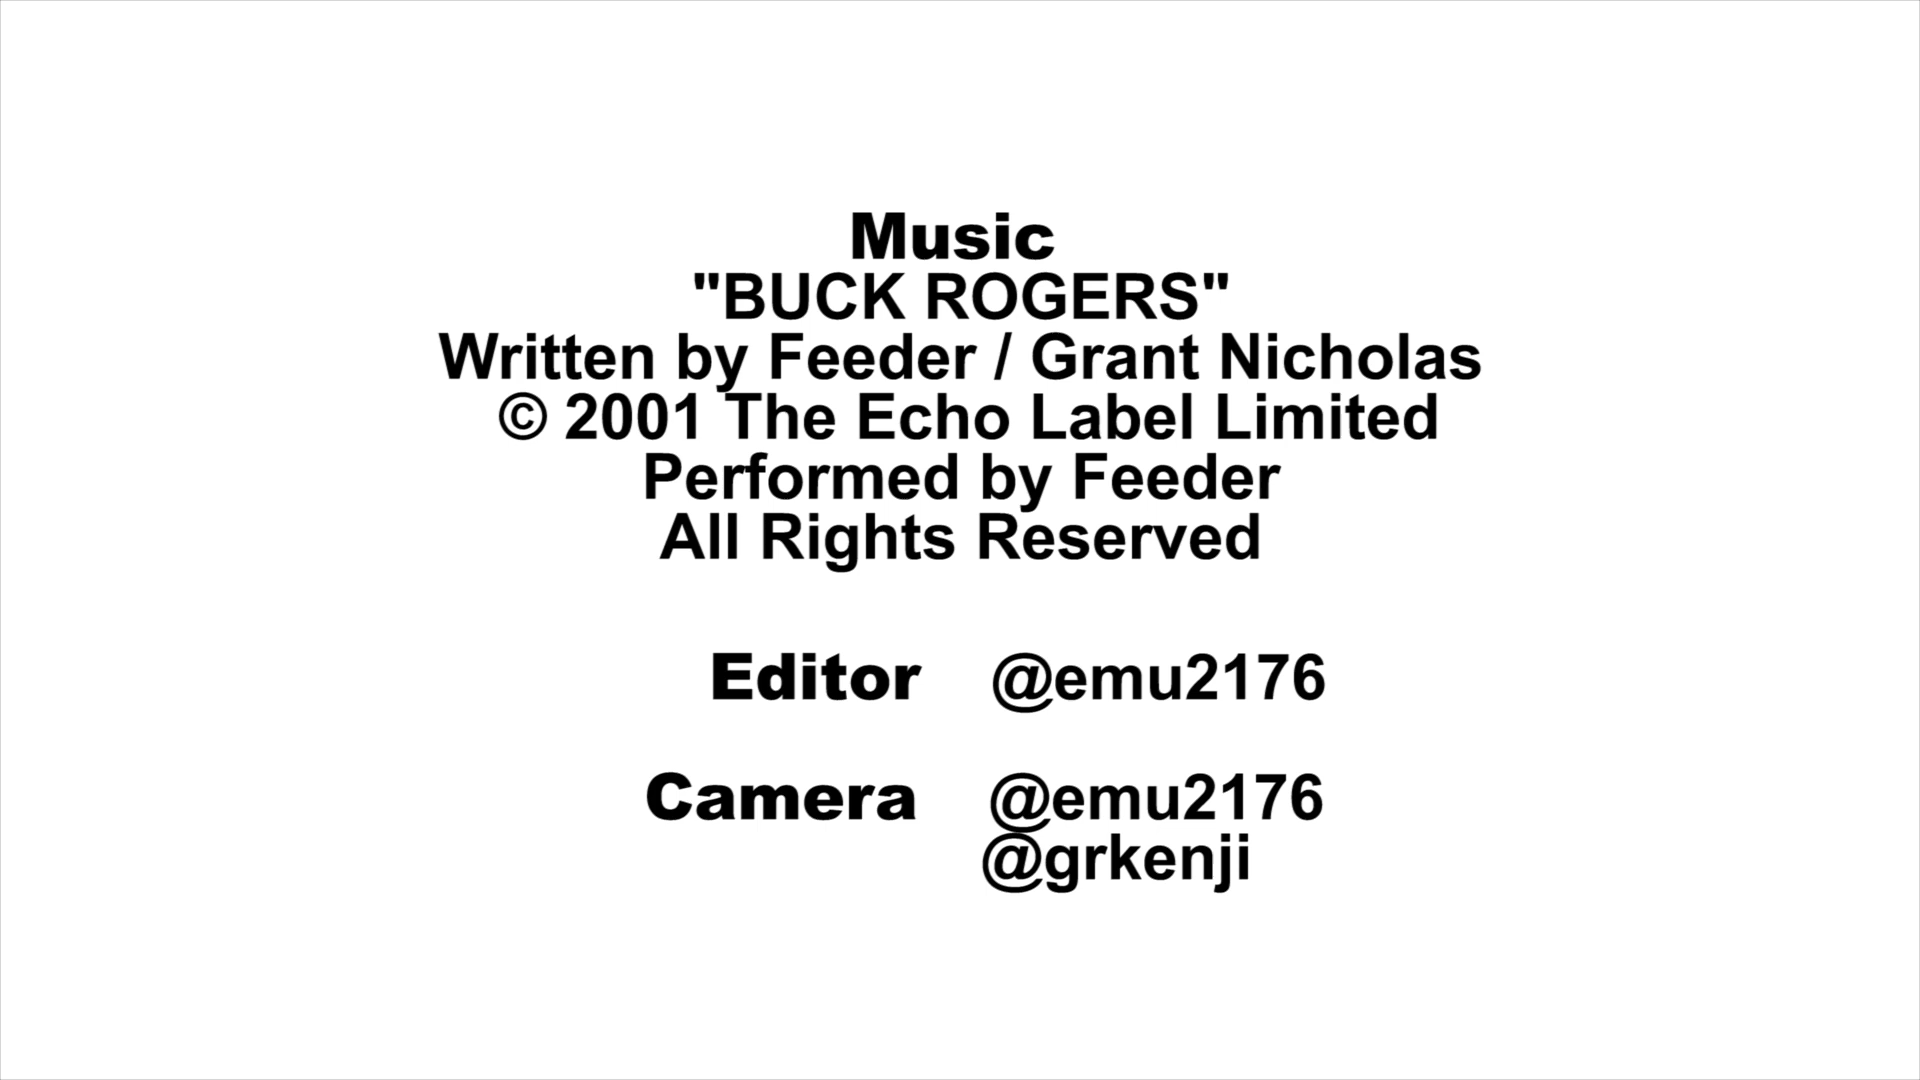 Music
"BUCK ROGERS"
Written by Feeder / Grant Nicholas
© 2001 The Echo Label Limited
Performed by Feeder
All Rights Reserved
Editor @emu2176
Camera @emu2176
@grkenji